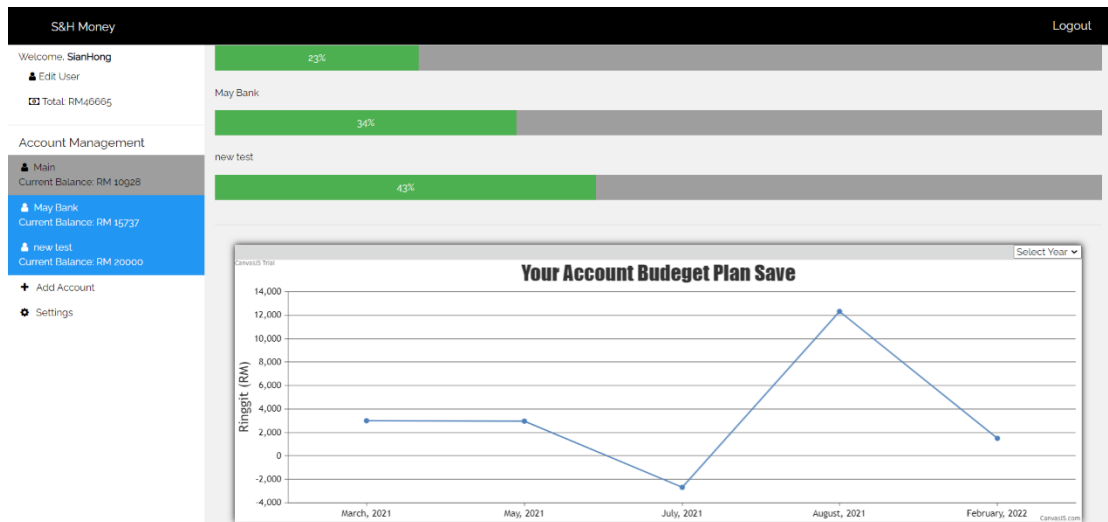 S&H Money
Logout
Welcome, SianHong
Edit User
Total: RM46665
Account Management
Main
Current Balance: RM 10928
May Bank
Current Balance: RM 15737
new test
Current Balance: RM 20000
Add Account
Settings
23%
May Bank
34%
new test
43%
Select Year
CanvasJS Trial
Your Account Budeget Plan Save
Ringgit (RM)
14,000
12,000
10,000
8,000
6,000
4,000
2,000
0
-2,000
-4,000
March, 2021
May, 2021
July, 2021
August, 2021
February, 2022
CanvasJS.com